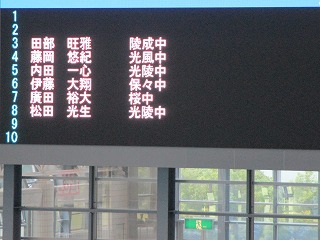 1
2
3 田部 旺雅 陵成中
4 藤岡 悠紀 光風中
5 内田 一心 光陵中
6 伊藤 大翔 保々中
7 廣田 裕大 桜中
8 松田 光生 光陵中
9
10